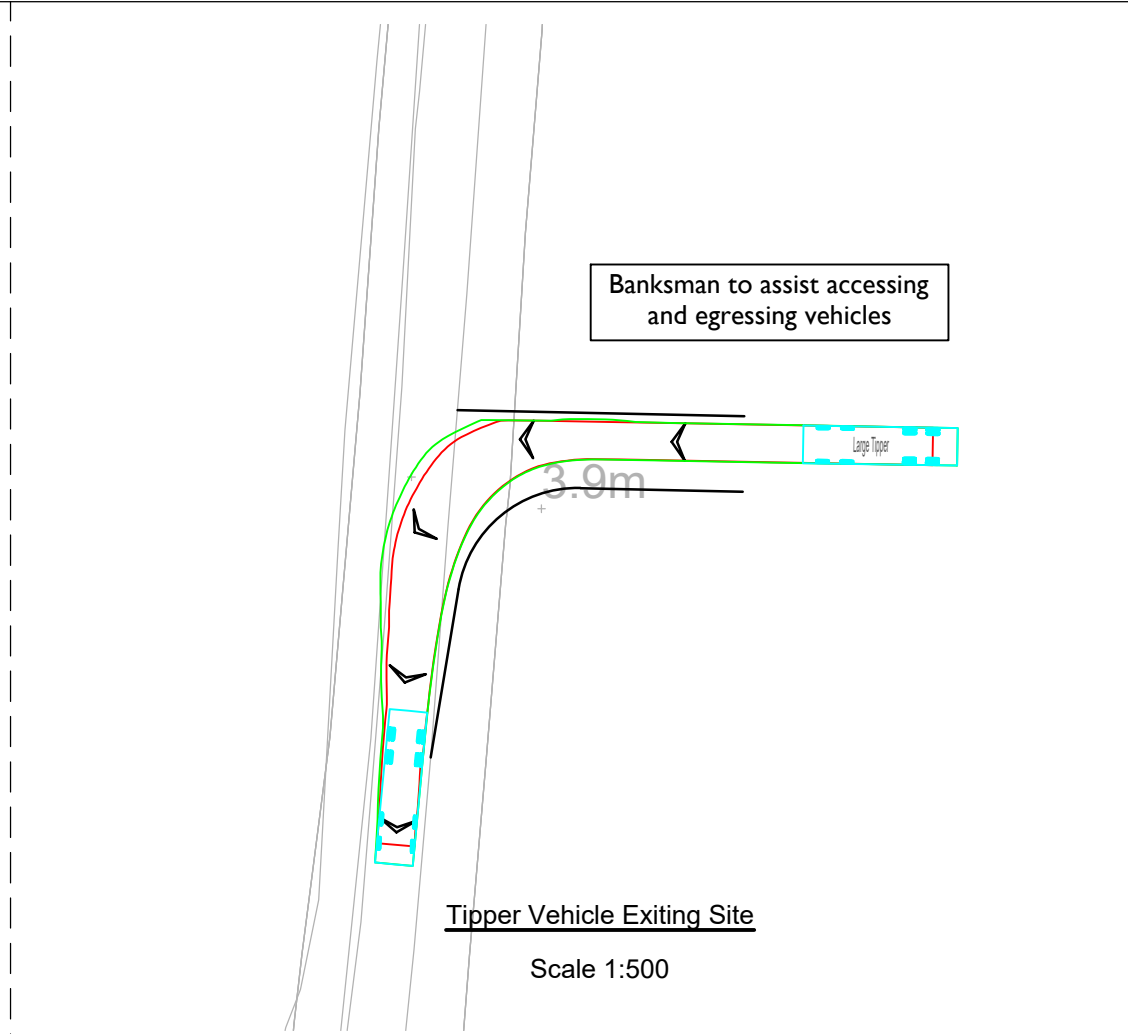 Banksman to assist accessing
and egressing vehicles
Large Tipper
3.9m
Tipper Vehicle Exiting Site
Scale 1:500